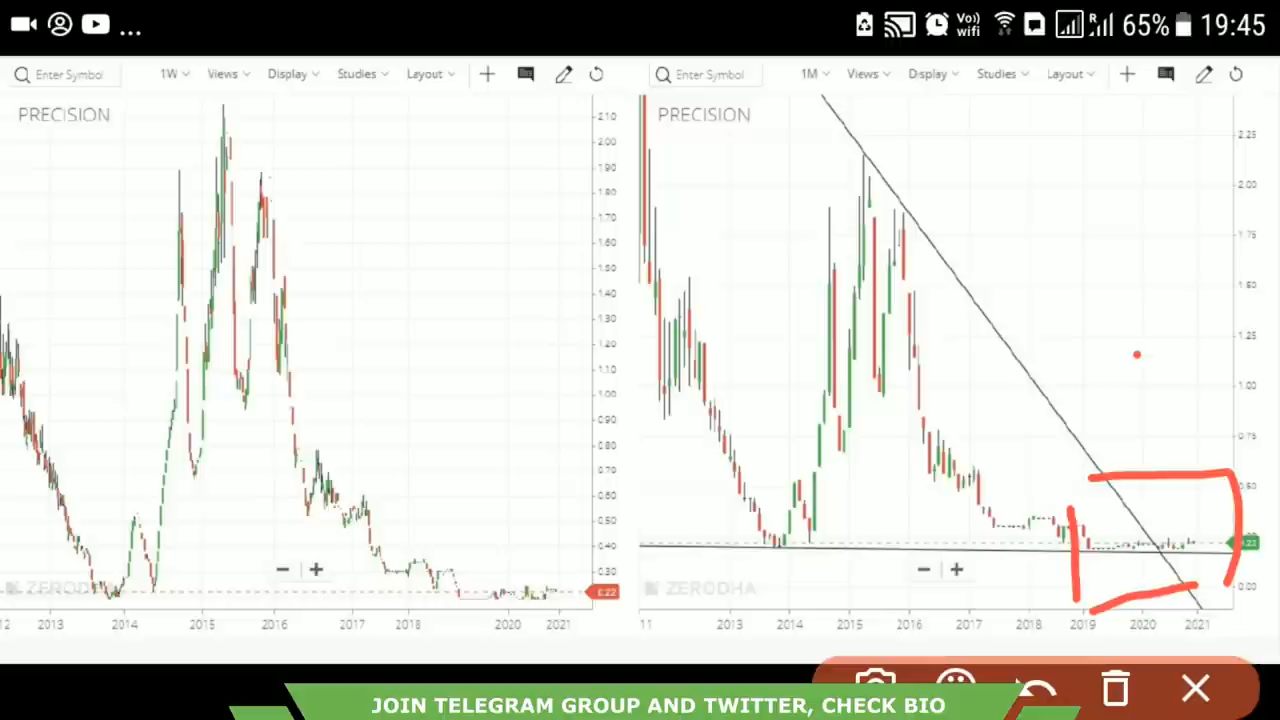 ... Vo)) wifi R 65% 19:45
Enter Symbol 1W Views Display Studies Layout
Enter Symbol 1M Views Display Studies Layout
PRECISION
PRECISION
2.10
2.00
1.90
1.80
1.70
1.60
1.50
1.40
1.30
1.20
1.10
1.00
0.90
0.80
0.70
0.60
0.50
0.40
0.30
0.22
2.25
2.00
1.75
1.50
1.25
1.00
0.75
0.50
0.00
ZERODHA
ZERODHA
12 2013 2014 2015 2016 2017 2018 2020 2021
11 2013 2014 2015 2016 2017 2018 2019 2020 2021
JOIN TELEGRAM GROUP AND TWITTER, CHECK BIO